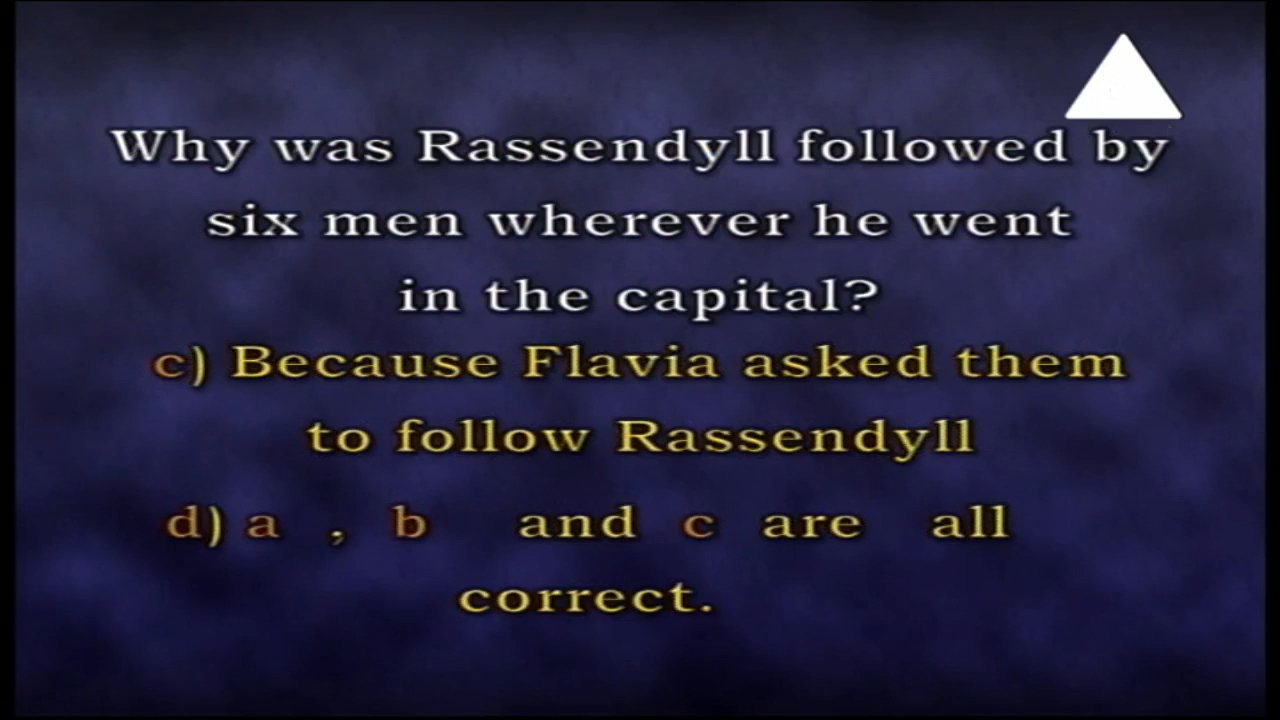 Why was Rassendyll followed by
six men wherever he went
in the capital?
c) Because Flavia asked them
to follow Rassendyll
d) a , b and c are all
correct.